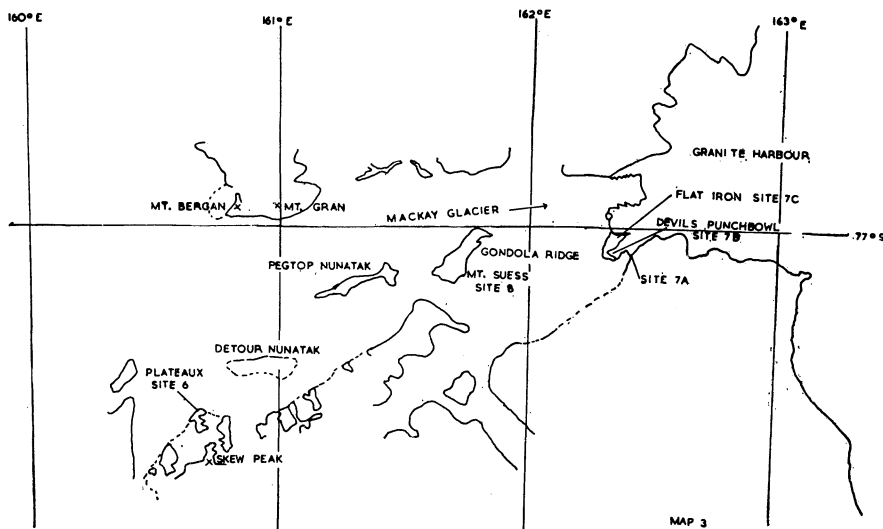 160°E
161°E
162°E
163°E
GRANITE HARBOUR
FLAT IRON SITE 7C
MT. BERGAN
MT. GRAN
MACKAY GLACIER
DEVILS PUNCHBOWL
SITE 7B
77°S
GONDOLA RIDGE
PEGTOP NUNATAK
MT. SUESS
SITE 8
SITE 7A
DETOUR NUNATAK
PLATEAUX
SITE 6
SKEW PEAK
MAP 3